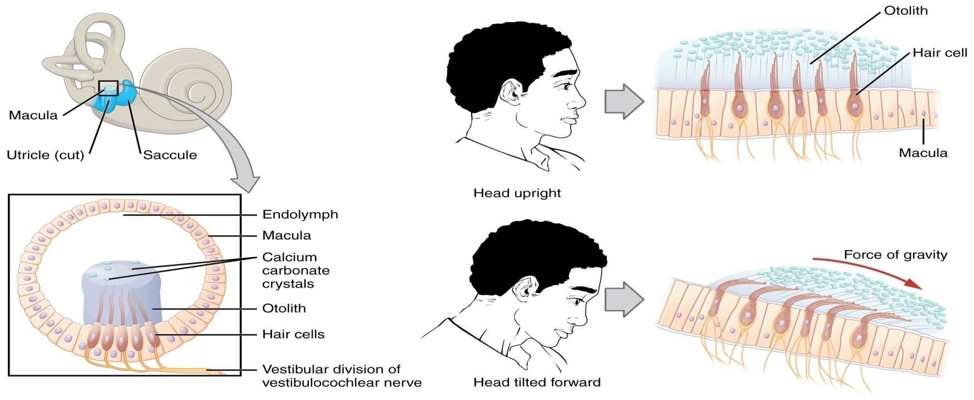 Macula
Utricle (cut)
Saccule
Endolymph
Macula
Calcium
carbonate
crystals
Otolith
Hair cells
Vestibular division of
vestibulocochlear nerve
Head upright
Otolith
Hair cell
Macula
Head tilted forward
Force of gravity